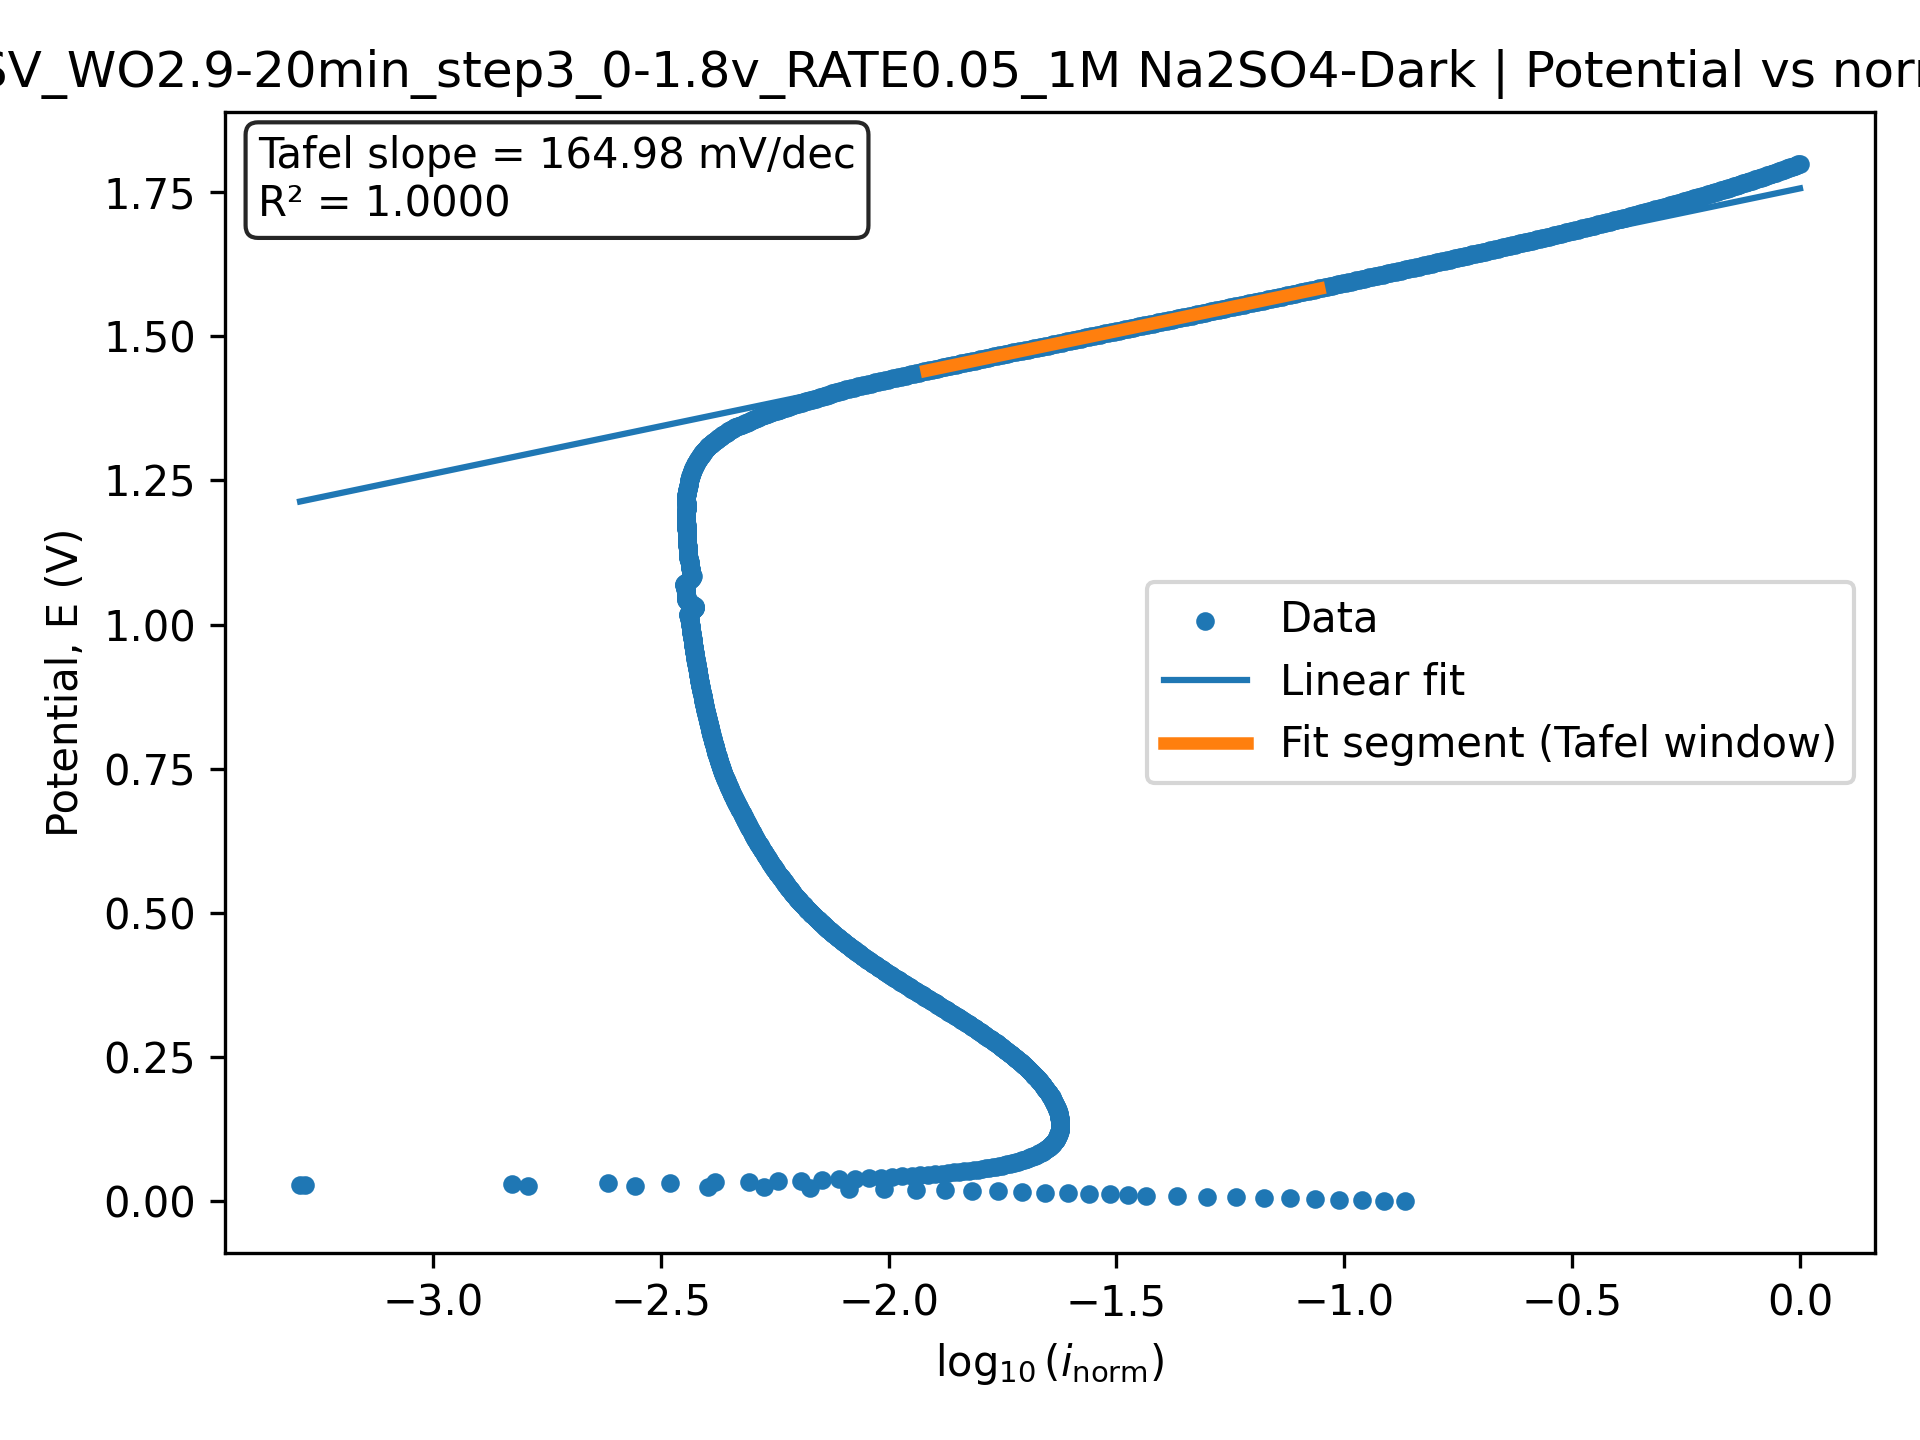 SV_WO2.9-20min_step3_0-1.8v_RATE0.05_1M Na2SO4-Dark | Potential vs nor
Tafel slope = 164.98 mV/dec
R² = 1.0000
1.75
1.50
1.25
1.00
0.75
0.50
0.25
0.00
Potential, E (V)
Data
Linear fit
Fit segment (Tafel window)
−3.0 −2.5 −2.0 −1.5 −1.0 −0.5 0.0
log₁₀(i_norm)